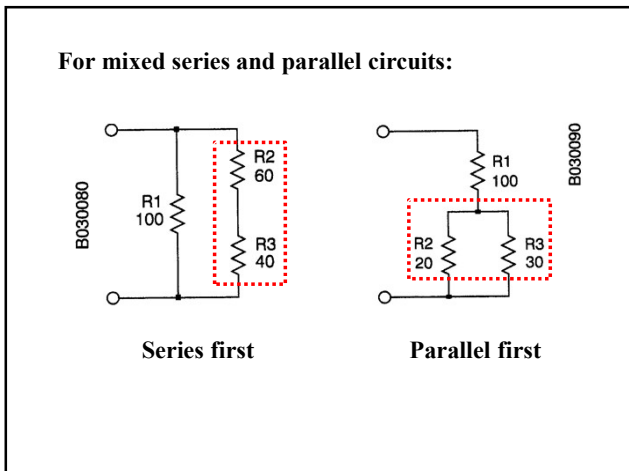 For mixed series and parallel circuits:
B030080
R1
100
R2
60
R3
40
Series first
R1
100
R2
20
R3
30
B030090
Parallel first